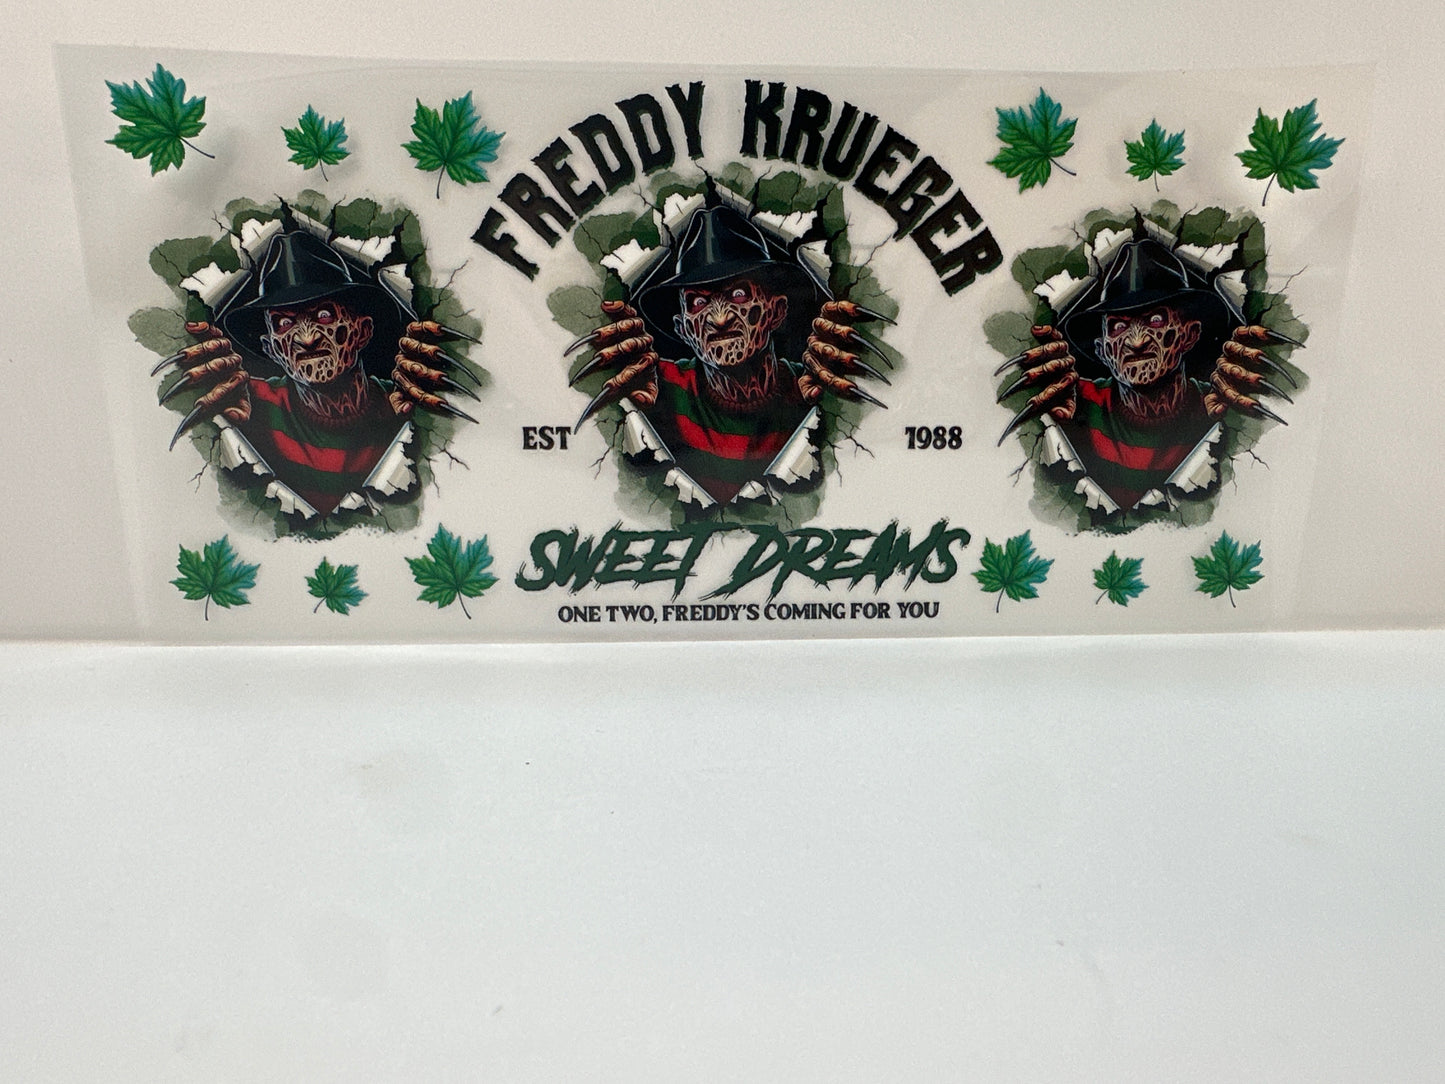 FREDDY KRUEGER
EST 1988
SWEET DREAMS
ONE TWO, FREDDY'S COMING FOR YOU